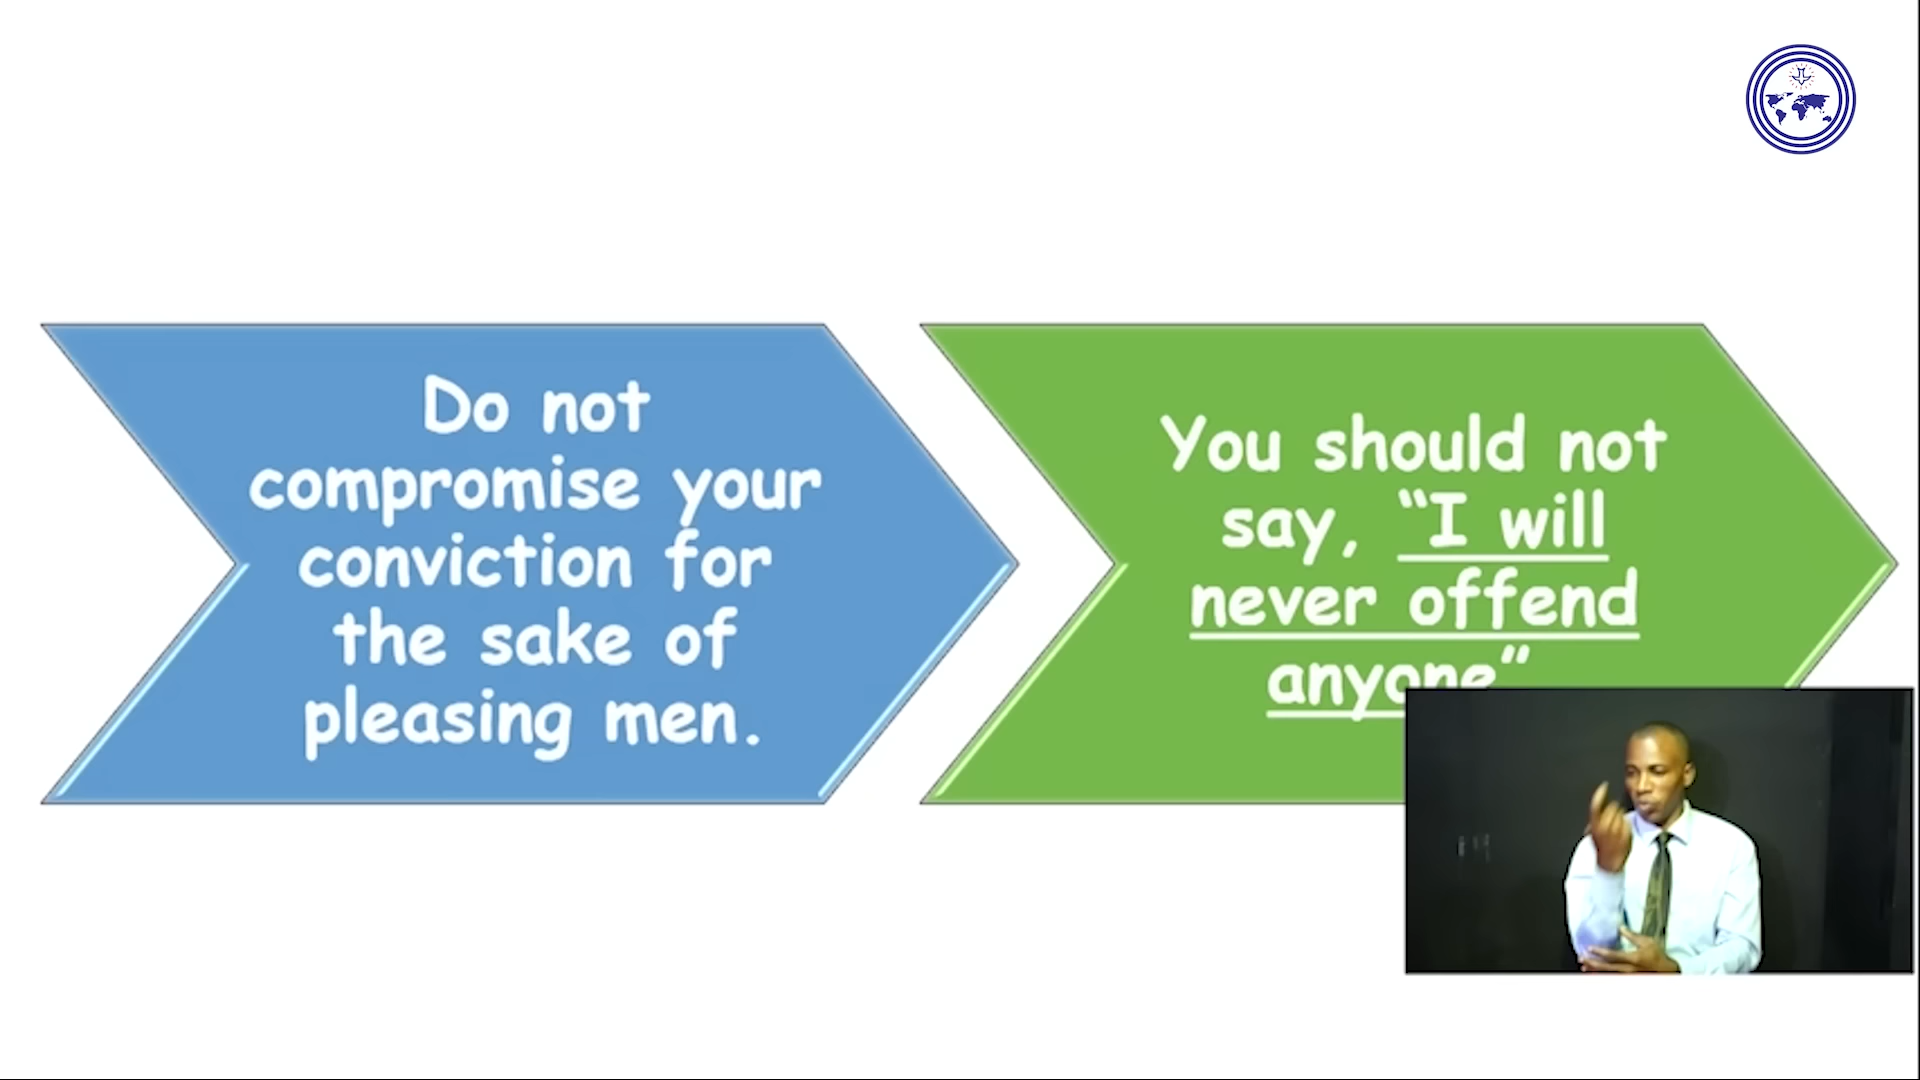 Do not
compromise your
conviction for
the sake of
pleasing men.
You should not
say, “I will
never offend
anyone”